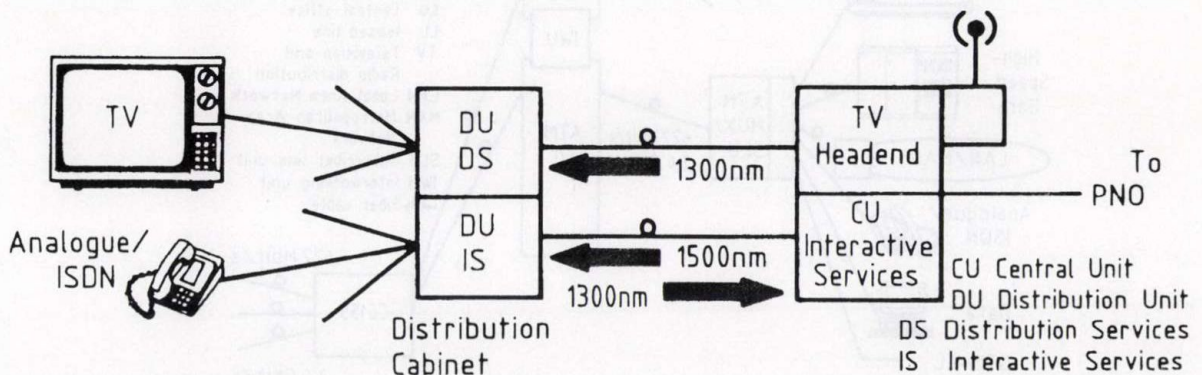 TV
Analogue/
ISDN
DU
DS
DU
IS
Distribution
Cabinet
1300nm
1500nm
1300nm
TV
Headend
CU
Interactive
Services
To
PNO
CU Central Unit
DU Distribution Unit
DS Distribution Services
IS Interactive Services